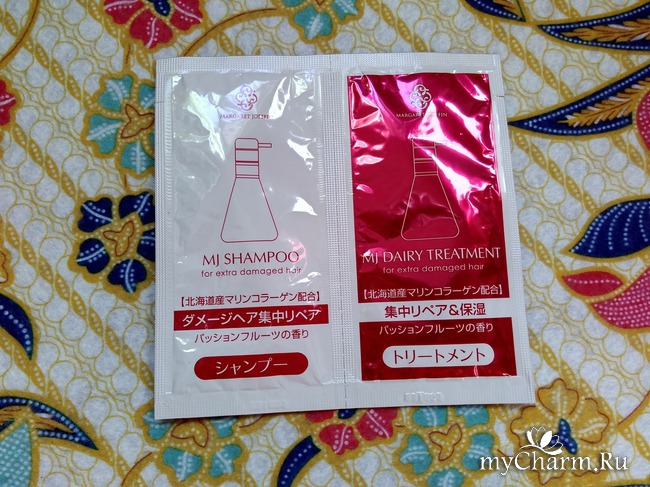 MARGARET JOSEFIN
MJ SHAMPOO
for extra damaged hair
【北海道産マリンコラーゲン配合】
ダメージヘア集中リペア
パッションフルーツの香り
シャンプー
MARGARET JOSEFIN
MJ DAIRY TREATMENT
for extra damaged hair
【北海道産マリンコラーゲン配合】
集中リペア&保湿
パッションフルーツの香り
トリートメント
myCharm.Ru